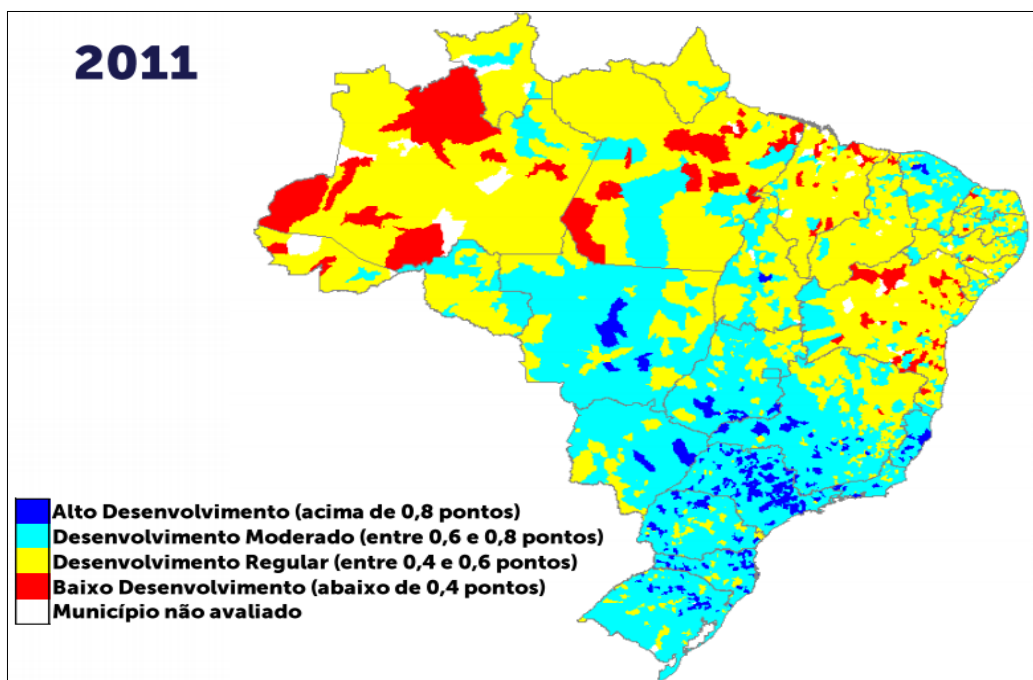 2011
Alto Desenvolvimento (acima de 0,8 pontos)
Desenvolvimento Moderado (entre 0,6 e 0,8 pontos)
Desenvolvimento Regular (entre 0,4 e 0,6 pontos)
Baixo Desenvolvimento (abaixo de 0,4 pontos)
Município não avaliado